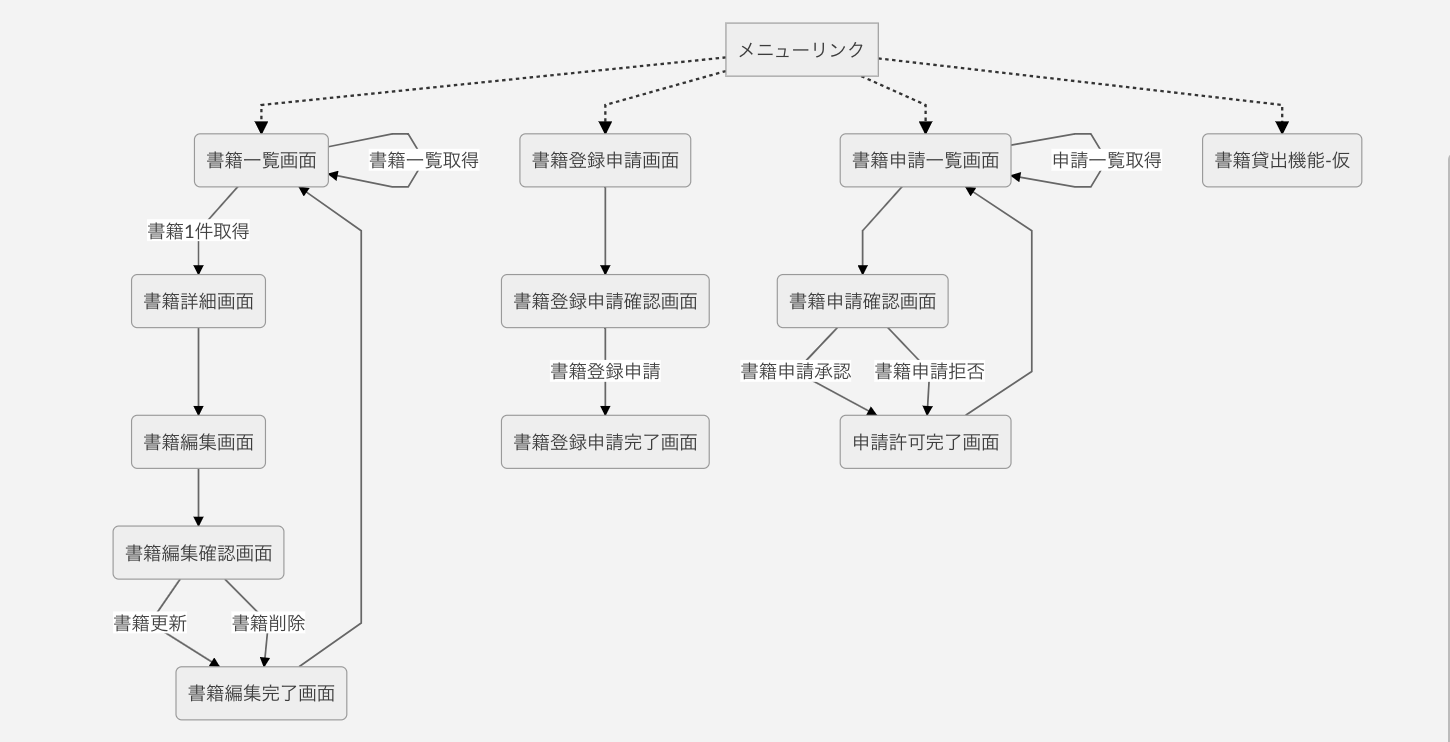 メニューリンク
書籍一覧画面
書籍一覧取得
書籍登録申請画面
書籍申請一覧画面
申請一覧取得
書籍貸出機能-仮
書籍1件取得
書籍詳細画面
書籍登録申請確認画面
書籍申請確認画面
書籍登録申請
書籍申請承認
書籍申請拒否
書籍編集画面
書籍登録申請完了画面
申請許可完了画面
書籍編集確認画面
書籍更新
書籍削除
書籍編集完了画面